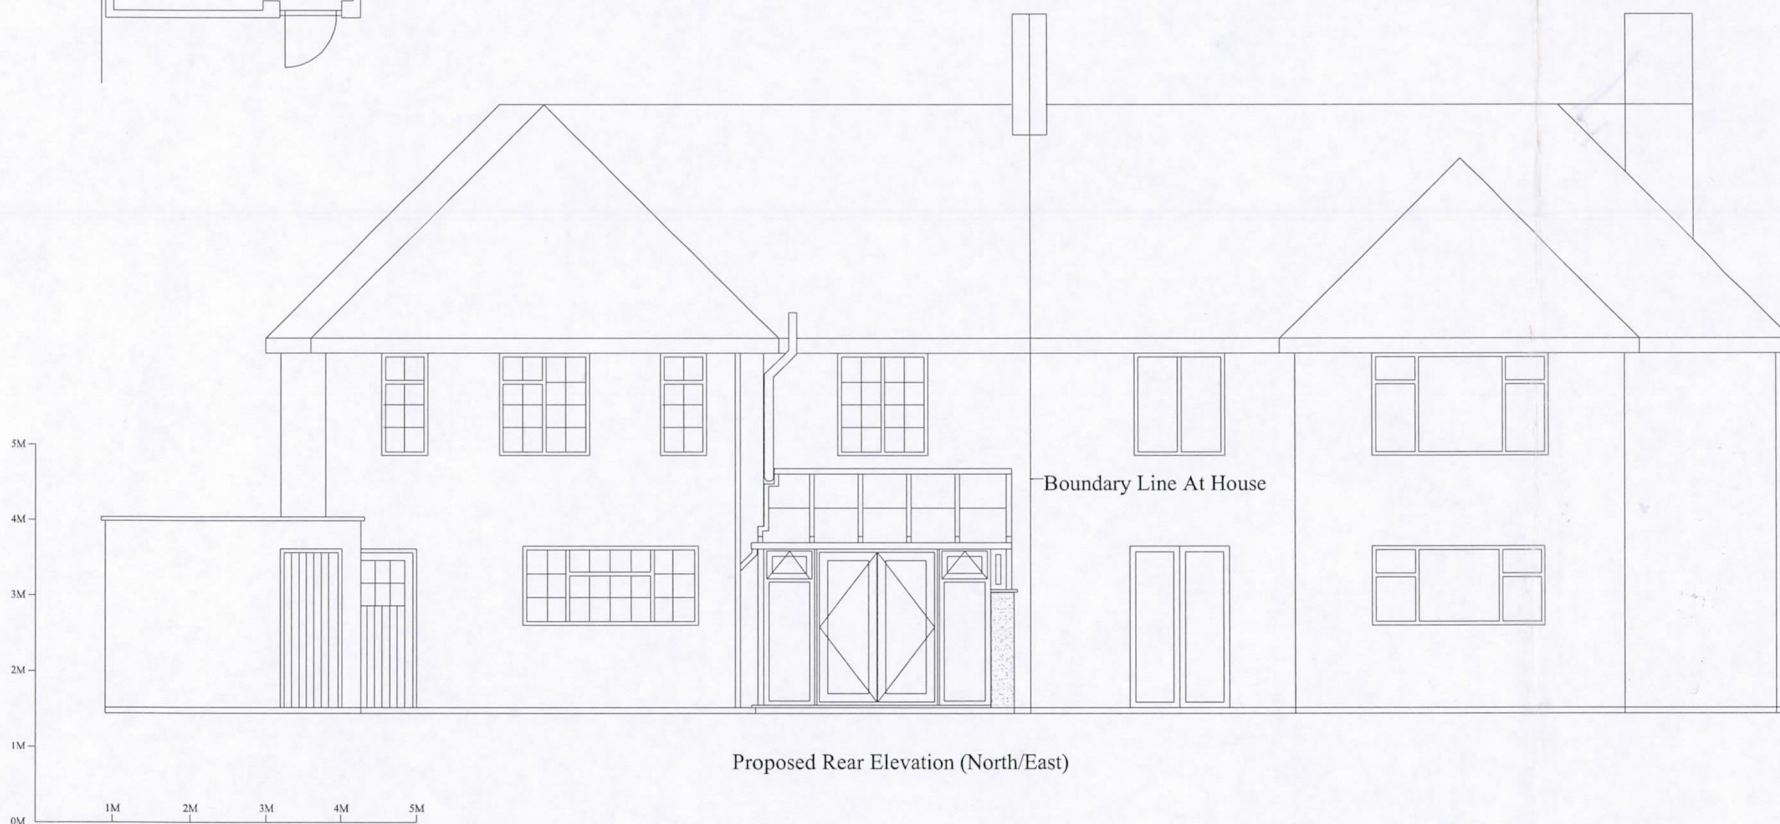 5M
Boundary Line At House
4M
3M
2M
1M
Proposed Rear Elevation (North/East)
1M 2M 3M 4M 5M
0M